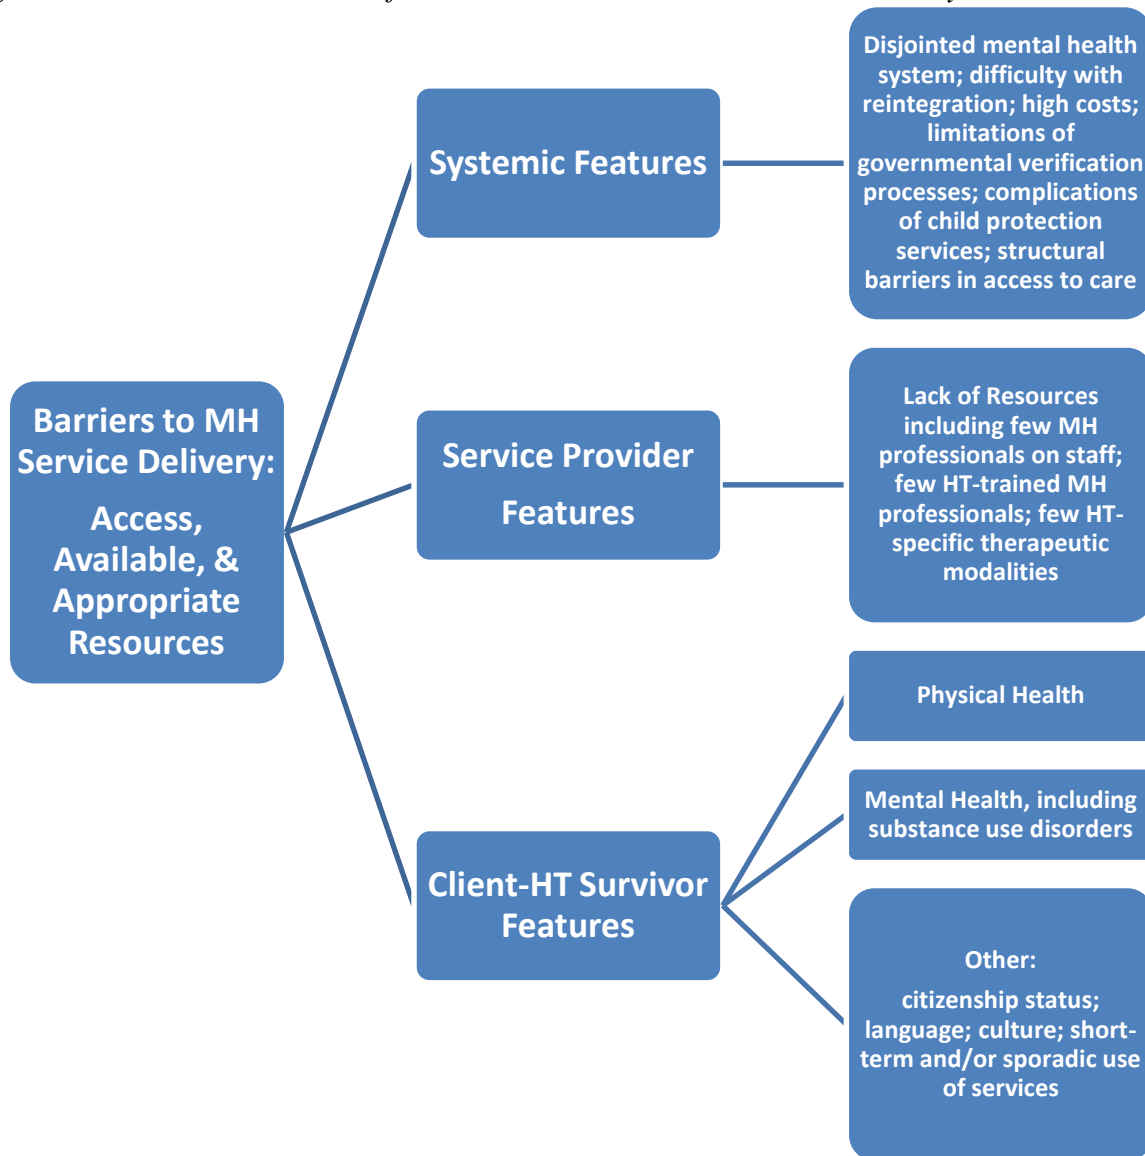 Disjointed mental health
system; difficulty with
reintegration; high costs;
limitations of
governmental verification
processes; complications
of child protection
services; structural
barriers in access to care
Systemic Features
Lack of Resources
including few MH
professionals on staff;
few HT-trained MH
professionals; few HT-
specific therapeutic
modalities
Service Provider
Features
Barriers to MH
Service Delivery:
Access,
Available, &
Appropriate
Resources
Physical Health
Mental Health, including
substance use disorders
Client-HT Survivor
Features
Other:
citizenship status;
language; culture; short-
term and/or sporadic use
of services